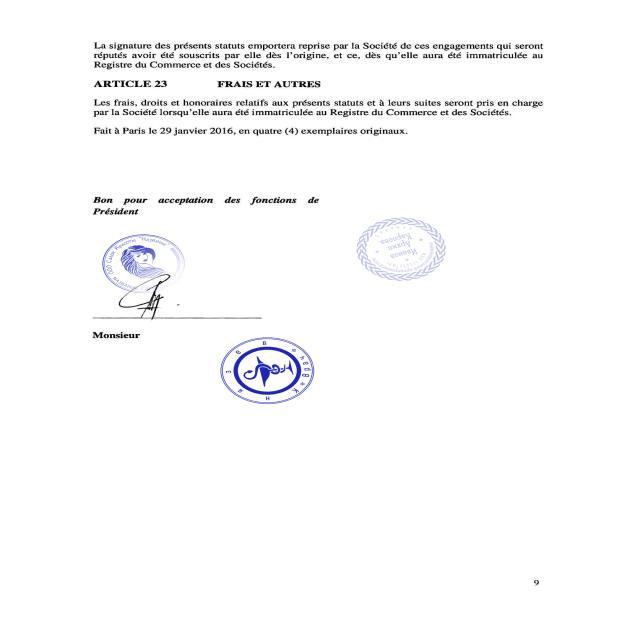 La signature des présents statuts emportera reprise par la Société de ces engagements qui seront
réputés avoir été souscrits par elle dès l'origine, et ce, dès qu'elle aura été immatriculée au
Registre du Commerce et des Sociétés.
ARTICLE 23 FRAIS ET AUTRES
Les frais, droits et honoraires relatifs aux présents statuts et à leurs suites seront pris en charge
par la Société lorsqu'elle aura été immatriculée au Registre du Commerce et des Sociétés.
Fait à Paris le 29 janvier 2016, en quatre (4) exemplaires originaux.
Bon pour acceptation des fonctions de
Président
Monsieur
9